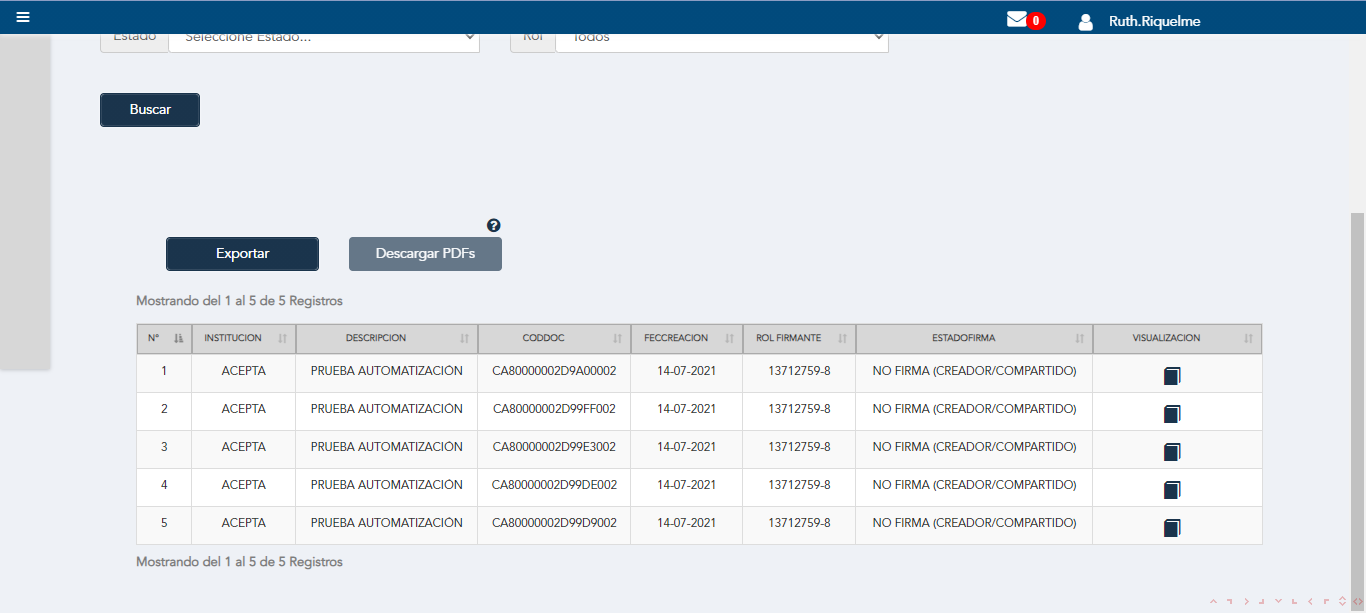 0 Ruth.Riquelme
Estado Seleccione Estado... Rol Todos
Buscar
?
Exportar Descargar PDFs
Mostrando del 1 al 5 de 5 Registros
N° INSTITUCION DESCRIPCION CODDOC FECCREACION ROL FIRMANTE ESTADOFIRMA VISUALIZACION
1 ACEPTA PRUEBA AUTOMATIZACIÓN CA80000002D9A00002 14-07-2021 13712759-8 NO FIRMA (CREADOR/COMPARTIDO)
2 ACEPTA PRUEBA AUTOMATIZACIÓN CA80000002D99FF002 14-07-2021 13712759-8 NO FIRMA (CREADOR/COMPARTIDO)
3 ACEPTA PRUEBA AUTOMATIZACIÓN CA80000002D99E3002 14-07-2021 13712759-8 NO FIRMA (CREADOR/COMPARTIDO)
4 ACEPTA PRUEBA AUTOMATIZACIÓN CA80000002D99DE002 14-07-2021 13712759-8 NO FIRMA (CREADOR/COMPARTIDO)
5 ACEPTA PRUEBA AUTOMATIZACIÓN CA80000002D99D9002 14-07-2021 13712759-8 NO FIRMA (CREADOR/COMPARTIDO)
Mostrando del 1 al 5 de 5 Registros